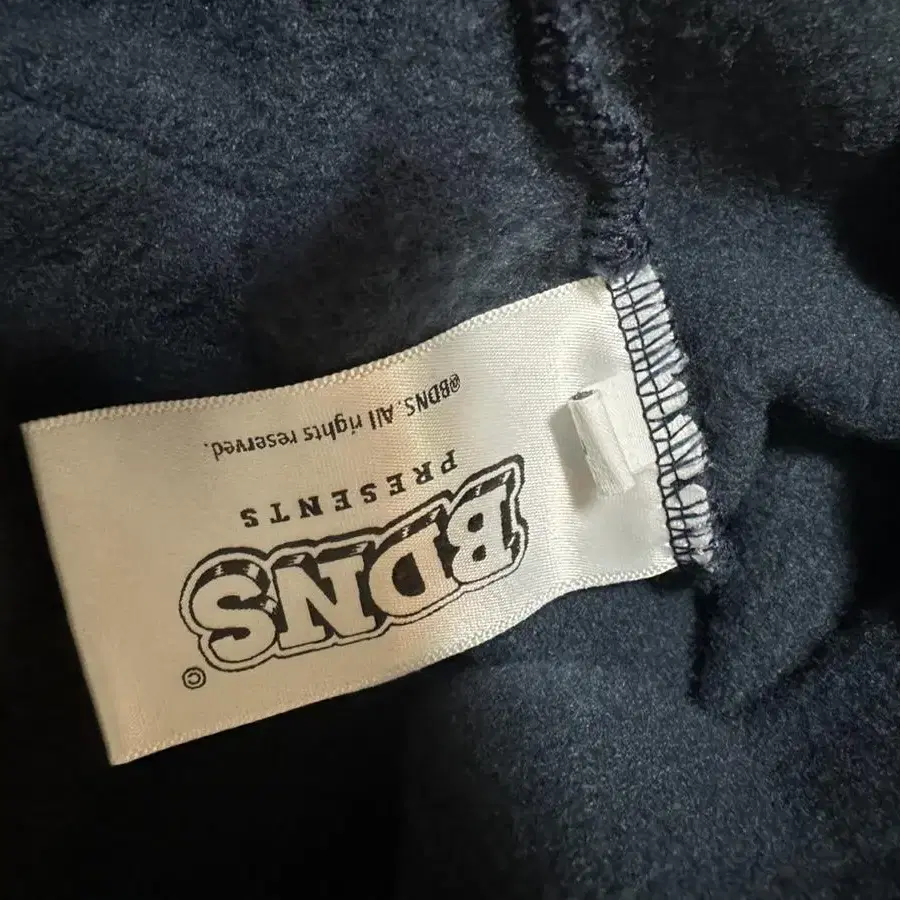 BDNS
©
PRESENTS
@BDNS. All rights reserved.